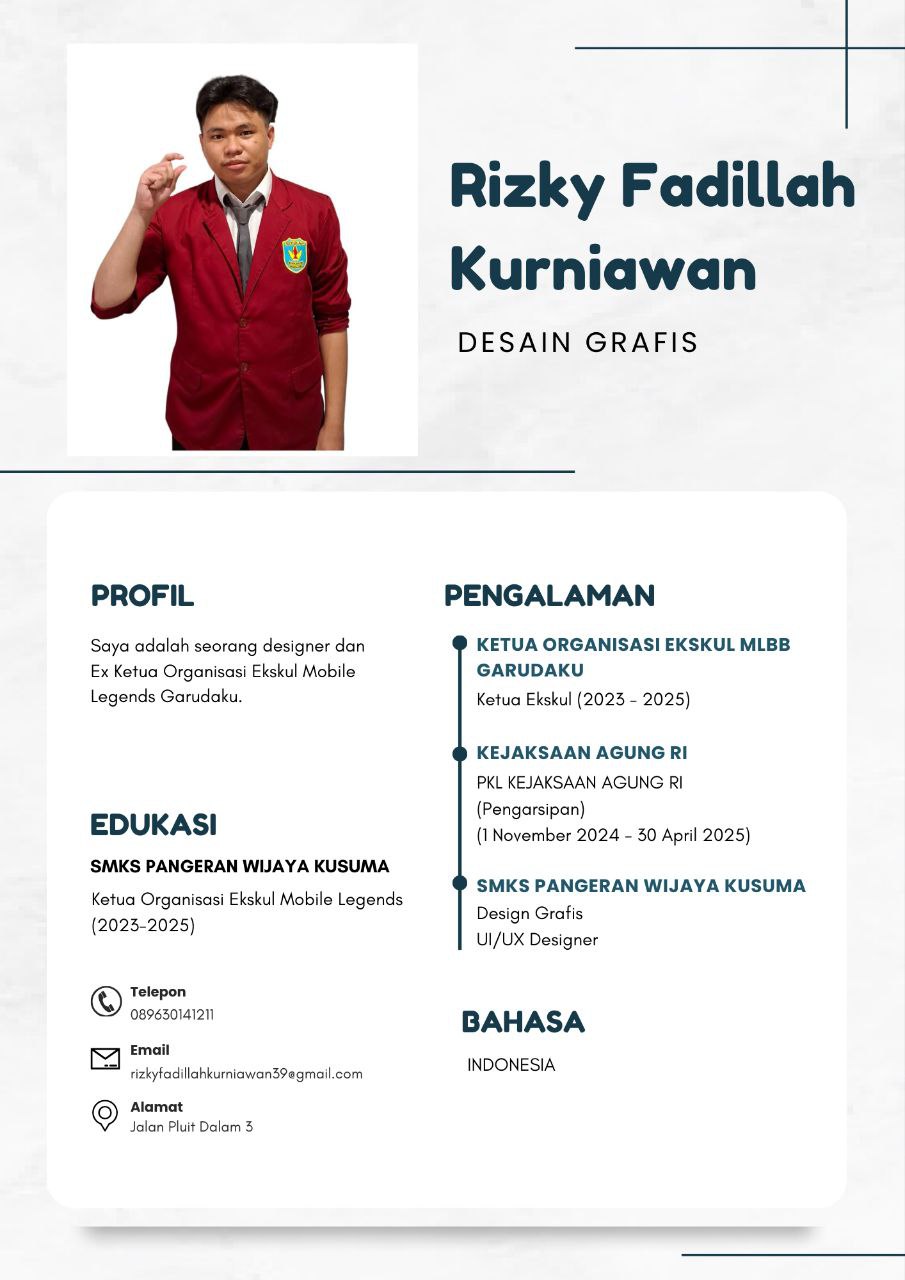 Rizky Fadillah
Kurniawan
DESAIN GRAFIS
PROFIL
Saya adalah seorang designer dan
Ex Ketua Organisasi Ekskul Mobile
Legends Garudaku.
EDUKASI
SMKS PANGERAN WIJAYA KUSUMA
Ketua Organisasi Ekskul Mobile Legends
(2023-2025)
Telepon
089630141211
Email
rizkyfadillahkurniawan39@gmail.com
Alamat
Jalan Pluit Dalam 3
PENGALAMAN
KETUA ORGANISASI EKSKUL MLBB
GARUDAKU
Ketua Ekskul (2023 - 2025)
KEJAKSAAN AGUNG RI
PKL KEJAKSAAN AGUNG RI
(Pengarsipan)
(1 November 2024 - 30 April 2025)
SMKS PANGERAN WIJAYA KUSUMA
Design Grafis
UI/UX Designer
BAHASA
INDONESIA